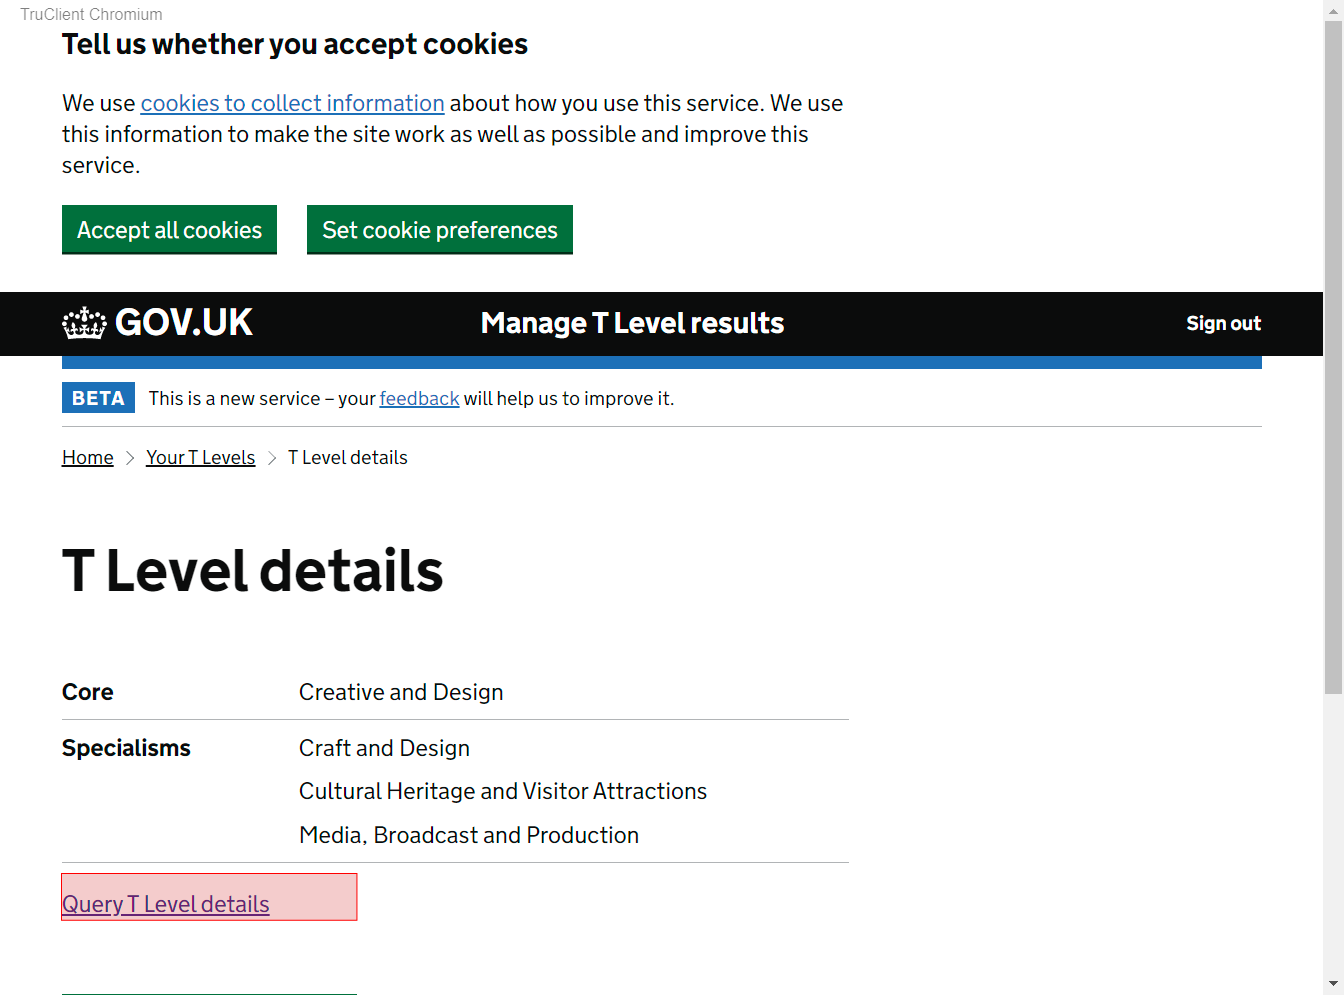 TruClient Chromium
Tell us whether you accept cookies
We use cookies to collect information about how you use this service. We use
this information to make the site work as well as possible and improve this
service.
Accept all cookies Set cookie preferences
GOV.UK Manage T Level results Sign out
BETA This is a new service – your feedback will help us to improve it.
Home Your T Levels T Level details
T Level details
Core Creative and Design
Specialisms Craft and Design
Cultural Heritage and Visitor Attractions
Media, Broadcast and Production
Query T Level details